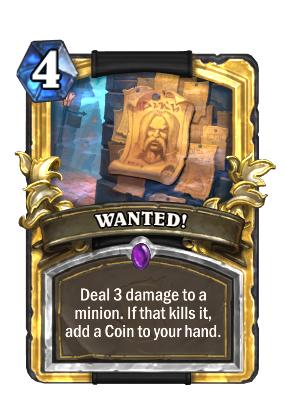 4
WANTED!
Deal 3 damage to a
minion. If that kills it,
add a Coin to your hand.